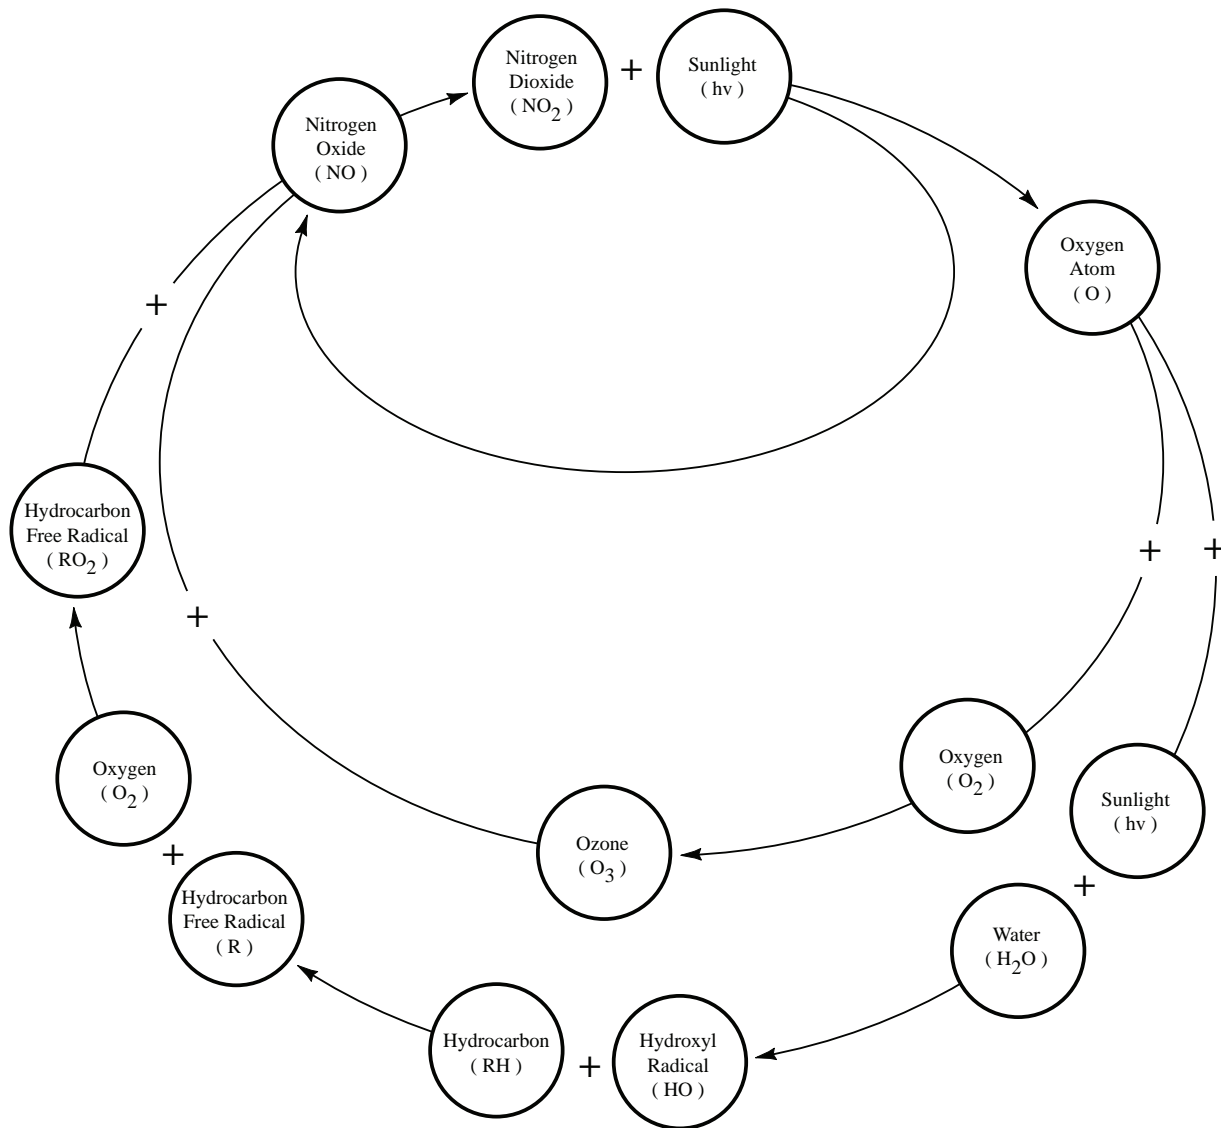 Nitrogen
Dioxide
( NO2 )
+
Sunlight
( hv )
Nitrogen
Oxide
( NO )
Oxygen
Atom
( O )
+
Hydrocarbon
Free Radical
( RO2 )
+
+
+
Oxygen
( O2 )
Oxygen
( O2 )
Sunlight
( hv )
Ozone
( O3 )
+
+
Hydrocarbon
Free Radical
( R )
Water
( H2O )
Hydrocarbon
( RH )
+
Hydroxyl
Radical
( HO )